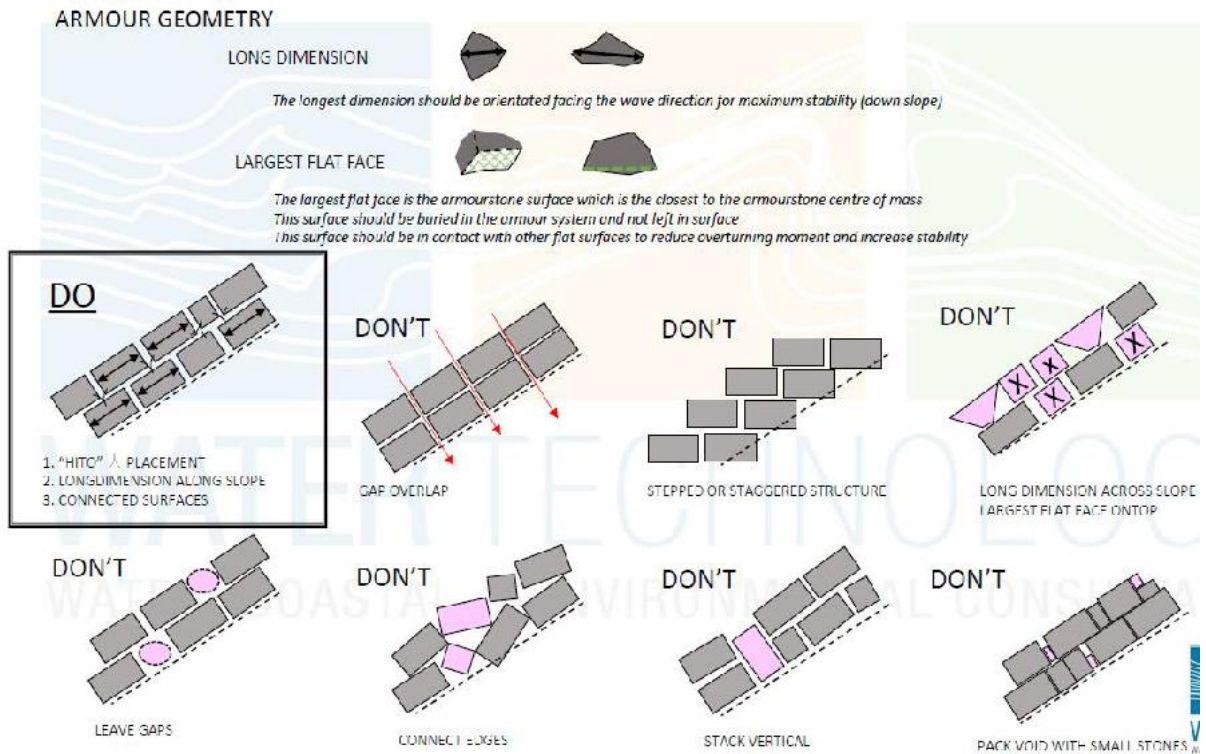 ARMOUR GEOMETRY
LONG DIMENSION
The longest dimension should be orientated facing the wave direction for maximum stability (down slope)
LARGEST FLAT FACE
The largest flat face is the armourstone surface which is the closest to the armourstone centre of mass
This surface should be buried in the armour system and not left in surface
This surface should be in contact with other flat surfaces to reduce overturning moment and increase stability
DO
1. "HITO" 人 PLACEMENT
2. LONGDIMENSION ALONG SLOPE
3. CONNECTED SURFACES
DON'T
GAP OVERLAP
DON'T
STEPPED OR STAGGERED STRUCTURE
DON'T
X
X
X
X
LONG DIMENSION ACROSS SLOPE
LARGEST FLAT FACE ONTOP
WATER TECHNOLOG
DON'T
LEAVE GAPS
DON'T
CONNECT EDGES
DON'T
STACK VERTICAL
DON'T
PACK VOID WITH SMALL STONES